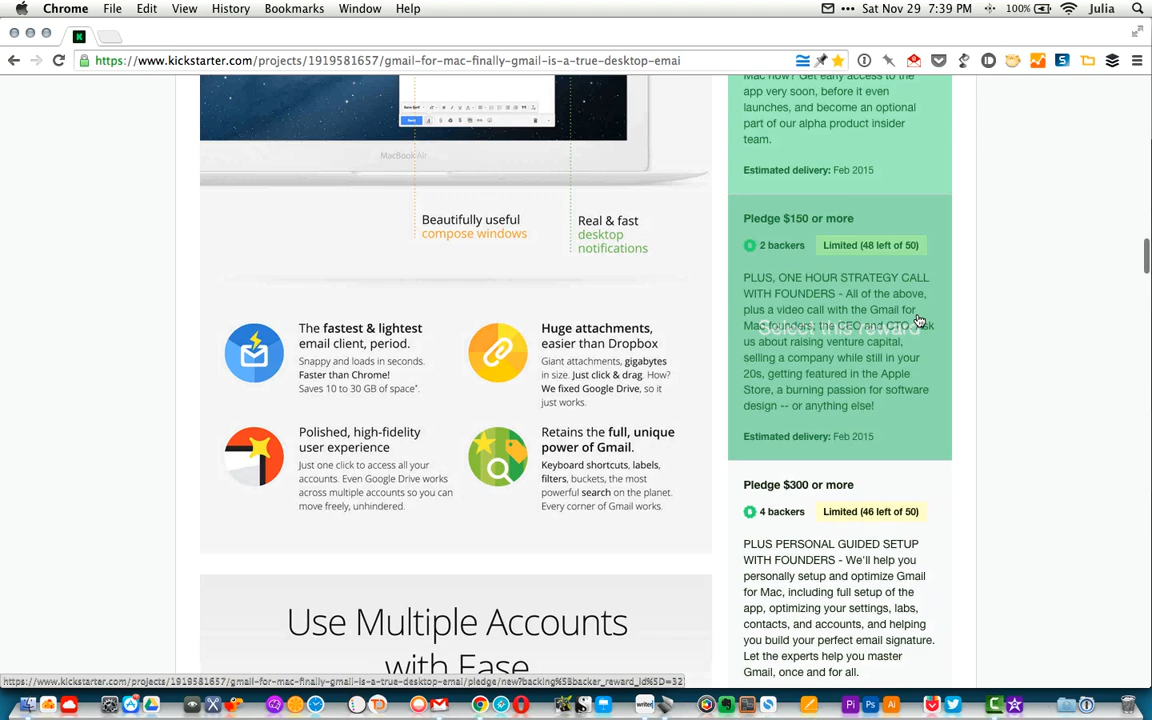 Chrome File Edit View History Bookmarks Window Help
Sat Nov 29 7:39 PM 100% Julia
https://www.kickstarter.com/projects/1919581657/gmail-for-mac-finally-gmail-is-a-true-desktop-emai
MacBook Air
Beautifully useful
compose windows
Real & fast
desktop
notifications
The fastest & lightest
email client, period.
Snappy and loads in seconds.
Faster than Chrome!
Saves 10 to 30 GB of space*.
Huge attachments,
easier than Dropbox
Giant attachments, gigabytes
in size. Just click & drag. How?
We fixed Google Drive, so it
just works.
Polished, high-fidelity
user experience
Just one click to access all your
accounts. Even Google Drive works
across multiple accounts so you can
move freely, unhindered.
Retains the full, unique
power of Gmail.
Keyboard shortcuts, labels,
filters, buckets, the most
powerful search on the planet.
Every corner of Gmail works.
Use Multiple Accounts
with Ease
Mac now? Get early access to the
app very soon, before it even
launches, and become an optional
part of our alpha product insider
team.
Estimated delivery: Feb 2015
Pledge $150 or more
2 backers Limited (48 left of 50)
PLUS, ONE HOUR STRATEGY CALL
WITH FOUNDERS - All of the above,
plus a video call with the Gmail for
Mac founders: the CEO and CTO. Ask
Select this reward
us about raising venture capital,
selling a company while still in your
20s, getting featured in the Apple
Store, a burning passion for software
design -- or anything else!
Estimated delivery: Feb 2015
Pledge $300 or more
4 backers Limited (46 left of 50)
PLUS PERSONAL GUIDED SETUP
WITH FOUNDERS - We'll help you
personally setup and optimize Gmail
for Mac, including full setup of the
app, optimizing your settings, labs,
contacts, and accounts, and helping
you build your perfect email signature.
Let the experts help you master
Gmail, once and for all.
https://www.kickstarter.com/projects/1919581657/gmail-for-mac-finally-gmail-is-a-true-desktop-emai/pledge/new?backing%5Bbacker_reward_id%5D=32
writer
Pi Ps Ai